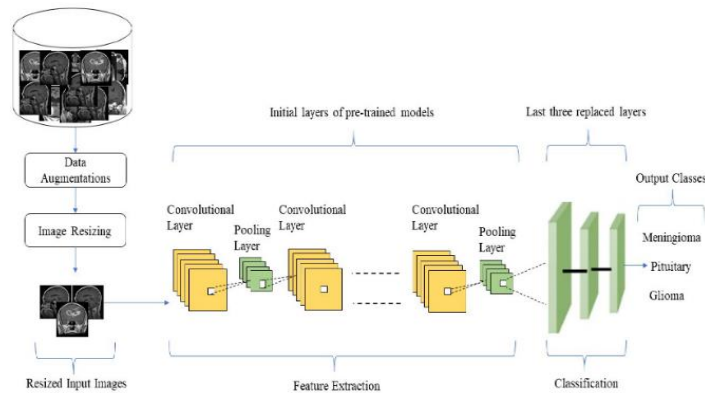 Initial layers of pre-trained models
Last three replaced layers
Data
Augmentations
Image Resizing
Resized Input Images
Convolutional
Layer
Pooling
Layer
Convolutional
Layer
Convolutional
Layer
Pooling
Layer
Feature Extraction
Classification
Output Classes
Meningioma
Pituitary
Glioma